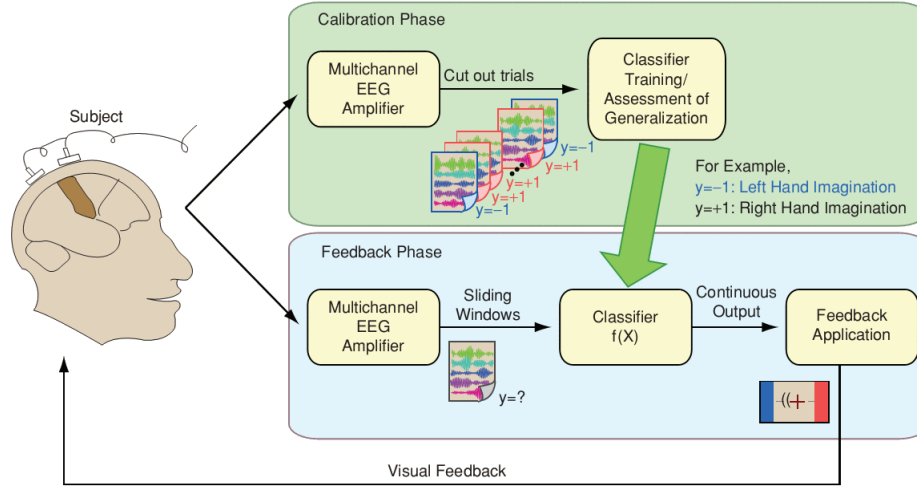 Calibration Phase
Multichannel
EEG
Amplifier
Cut out trials
Classifier
Training/
Assessment of
Generalization
Subject
y=−1
y=+1
y=+1
y=+1
y=−1
For Example,
y=−1: Left Hand Imagination
y=+1: Right Hand Imagination
Feedback Phase
Multichannel
EEG
Amplifier
Sliding
Windows
y=?
Classifier
f(X)
Continuous
Output
Feedback
Application
((+
Visual Feedback